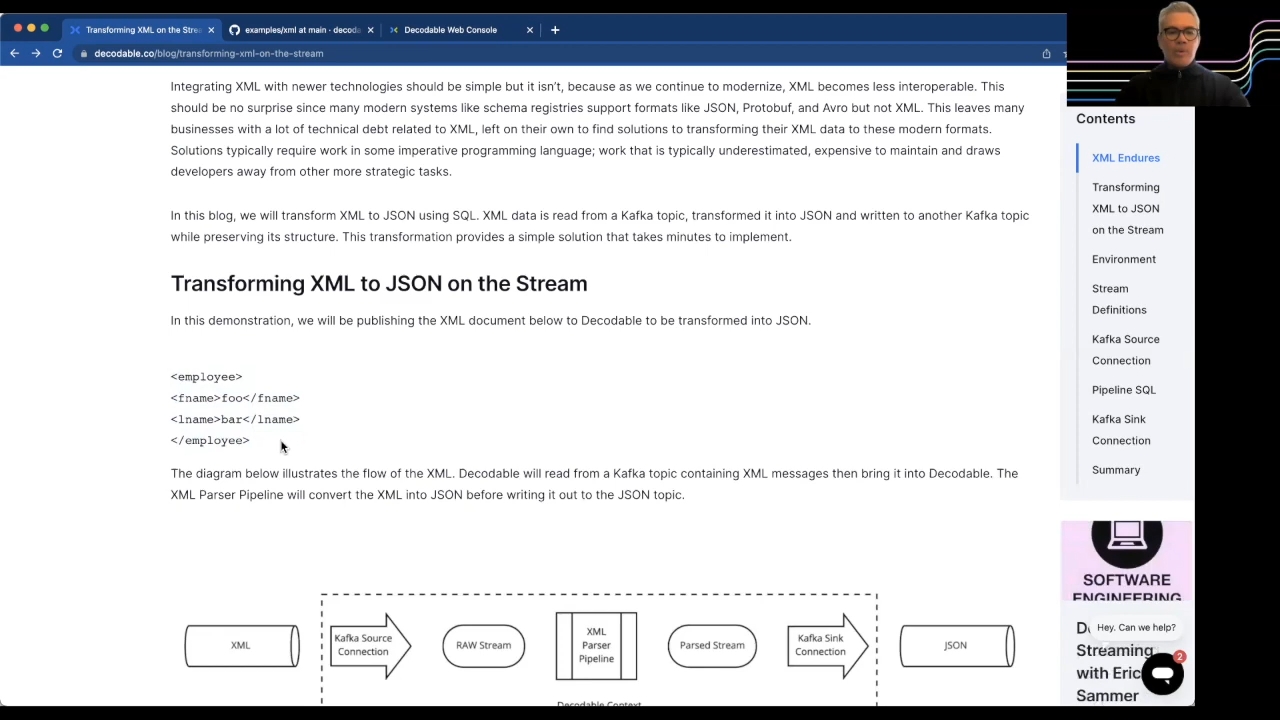 Transforming XML on the Strea
examples/xml at main · decoda
Decodable Web Console
decodable.co/blog/transforming-xml-on-the-stream
Integrating XML with newer technologies should be simple but it isn't, because as we continue to modernize, XML becomes less interoperable. This
should be no surprise since many modern systems like schema registries support formats like JSON, Protobuf, and Avro but not XML. This leaves many
businesses with a lot of technical debt related to XML, left on their own to find solutions to transforming their XML data to these modern formats.
Solutions typically require work in some imperative programming language; work that is typically underestimated, expensive to maintain and draws
developers away from other more strategic tasks.
In this blog, we will transform XML to JSON using SQL. XML data is read from a Kafka topic, transformed it into JSON and written to another Kafka topic
while preserving its structure. This transformation provides a simple solution that takes minutes to implement.
Transforming XML to JSON on the Stream
In this demonstration, we will be publishing the XML document below to Decodable to be transformed into JSON.
<employee>
<fname>foo</fname>
<lname>bar</lname>
</employee>
The diagram below illustrates the flow of the XML. Decodable will read from a Kafka topic containing XML messages then bring it into Decodable. The
XML Parser Pipeline will convert the XML into JSON before writing it out to the JSON topic.
XML
Kafka Source
Connection
RAW Stream
XML
Parser
Pipeline
Parsed Stream
Kafka Sink
Connection
JSON
Decodable Context
Contents
XML Endures
Transforming
XML to JSON
on the Stream
Environment
Stream
Definitions
Kafka Source
Connection
Pipeline SQL
Kafka Sink
Connection
Summary
SOFTWARE
ENGINEERING
Hey. Can we help?
2
Streaming
with Eric
Sammer